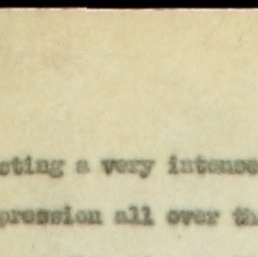 cting a very intense
pression all over th